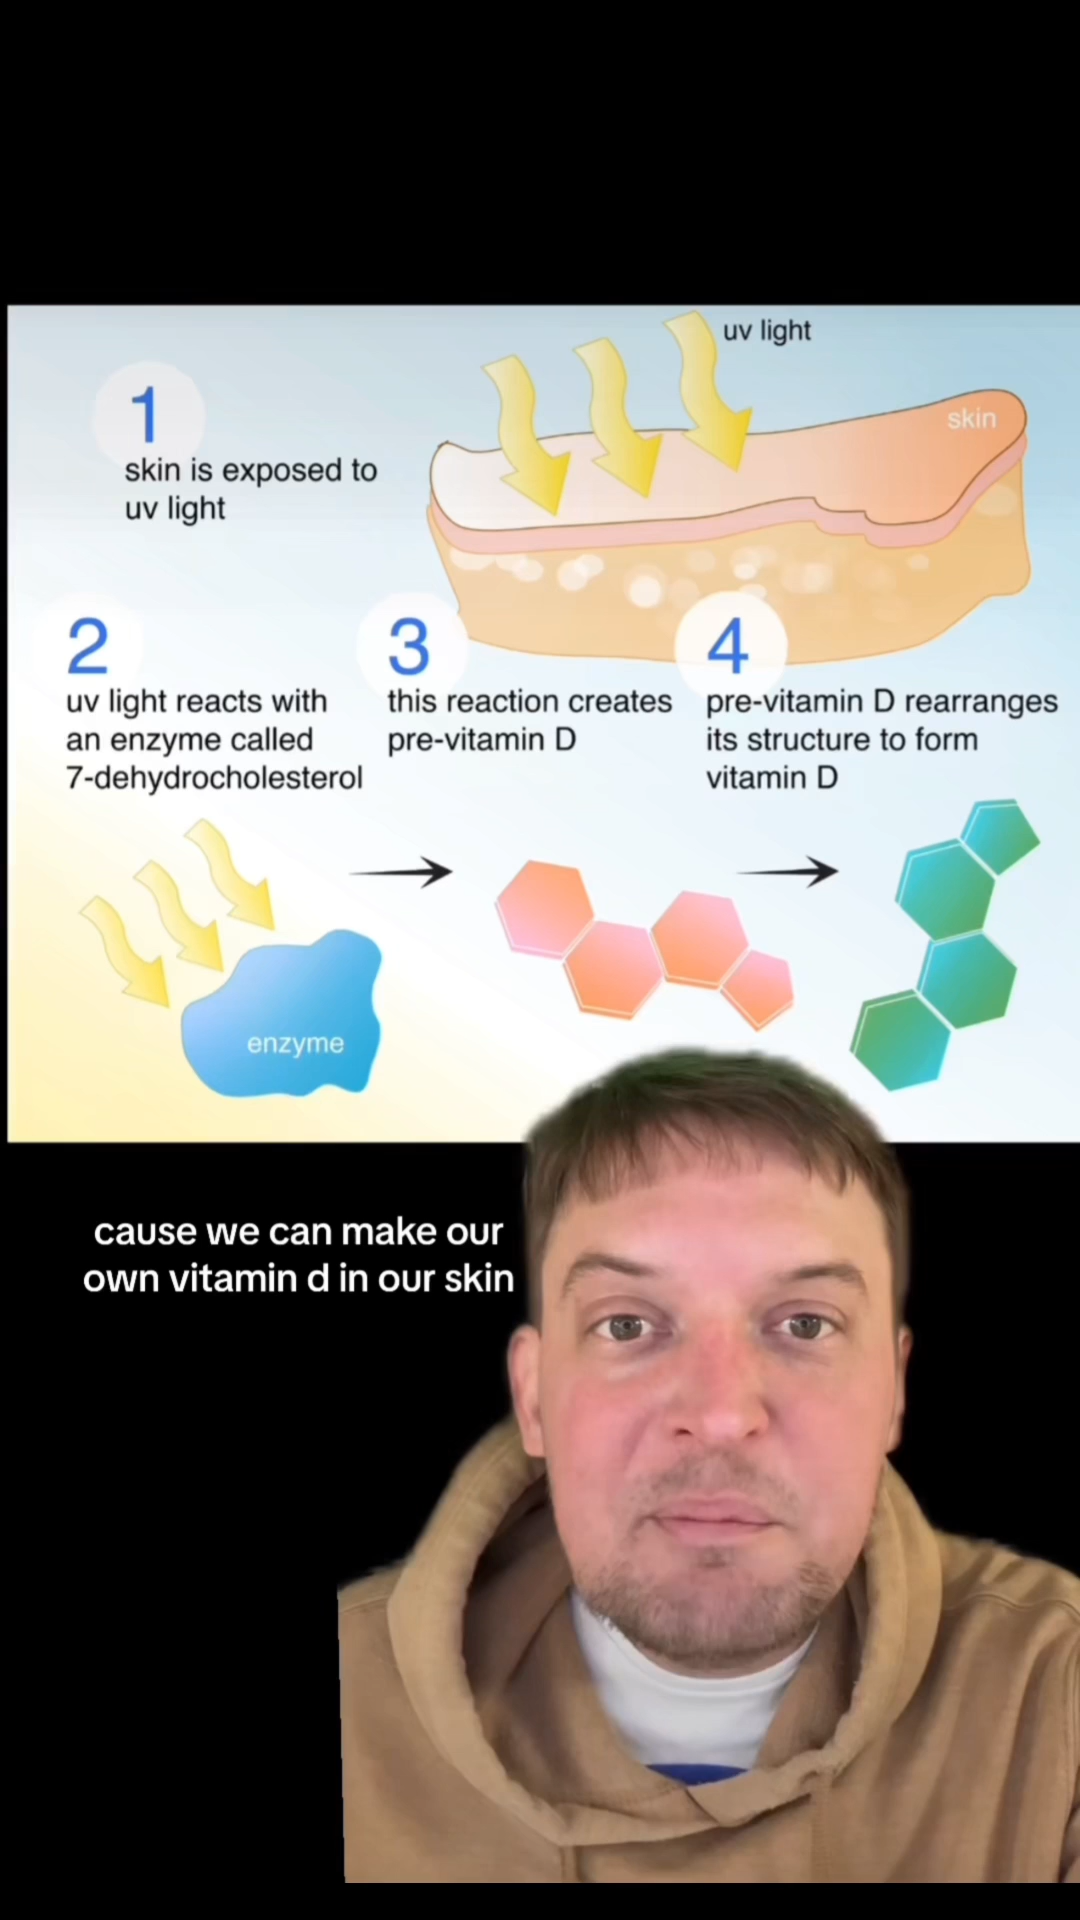 uv light
skin
1
skin is exposed to
uv light
2
uv light reacts with
an enzyme called
7-dehydrocholesterol
3
this reaction creates
pre-vitamin D
4
pre-vitamin D rearranges
its structure to form
vitamin D
enzyme
cause we can make our
own vitamin d in our skin